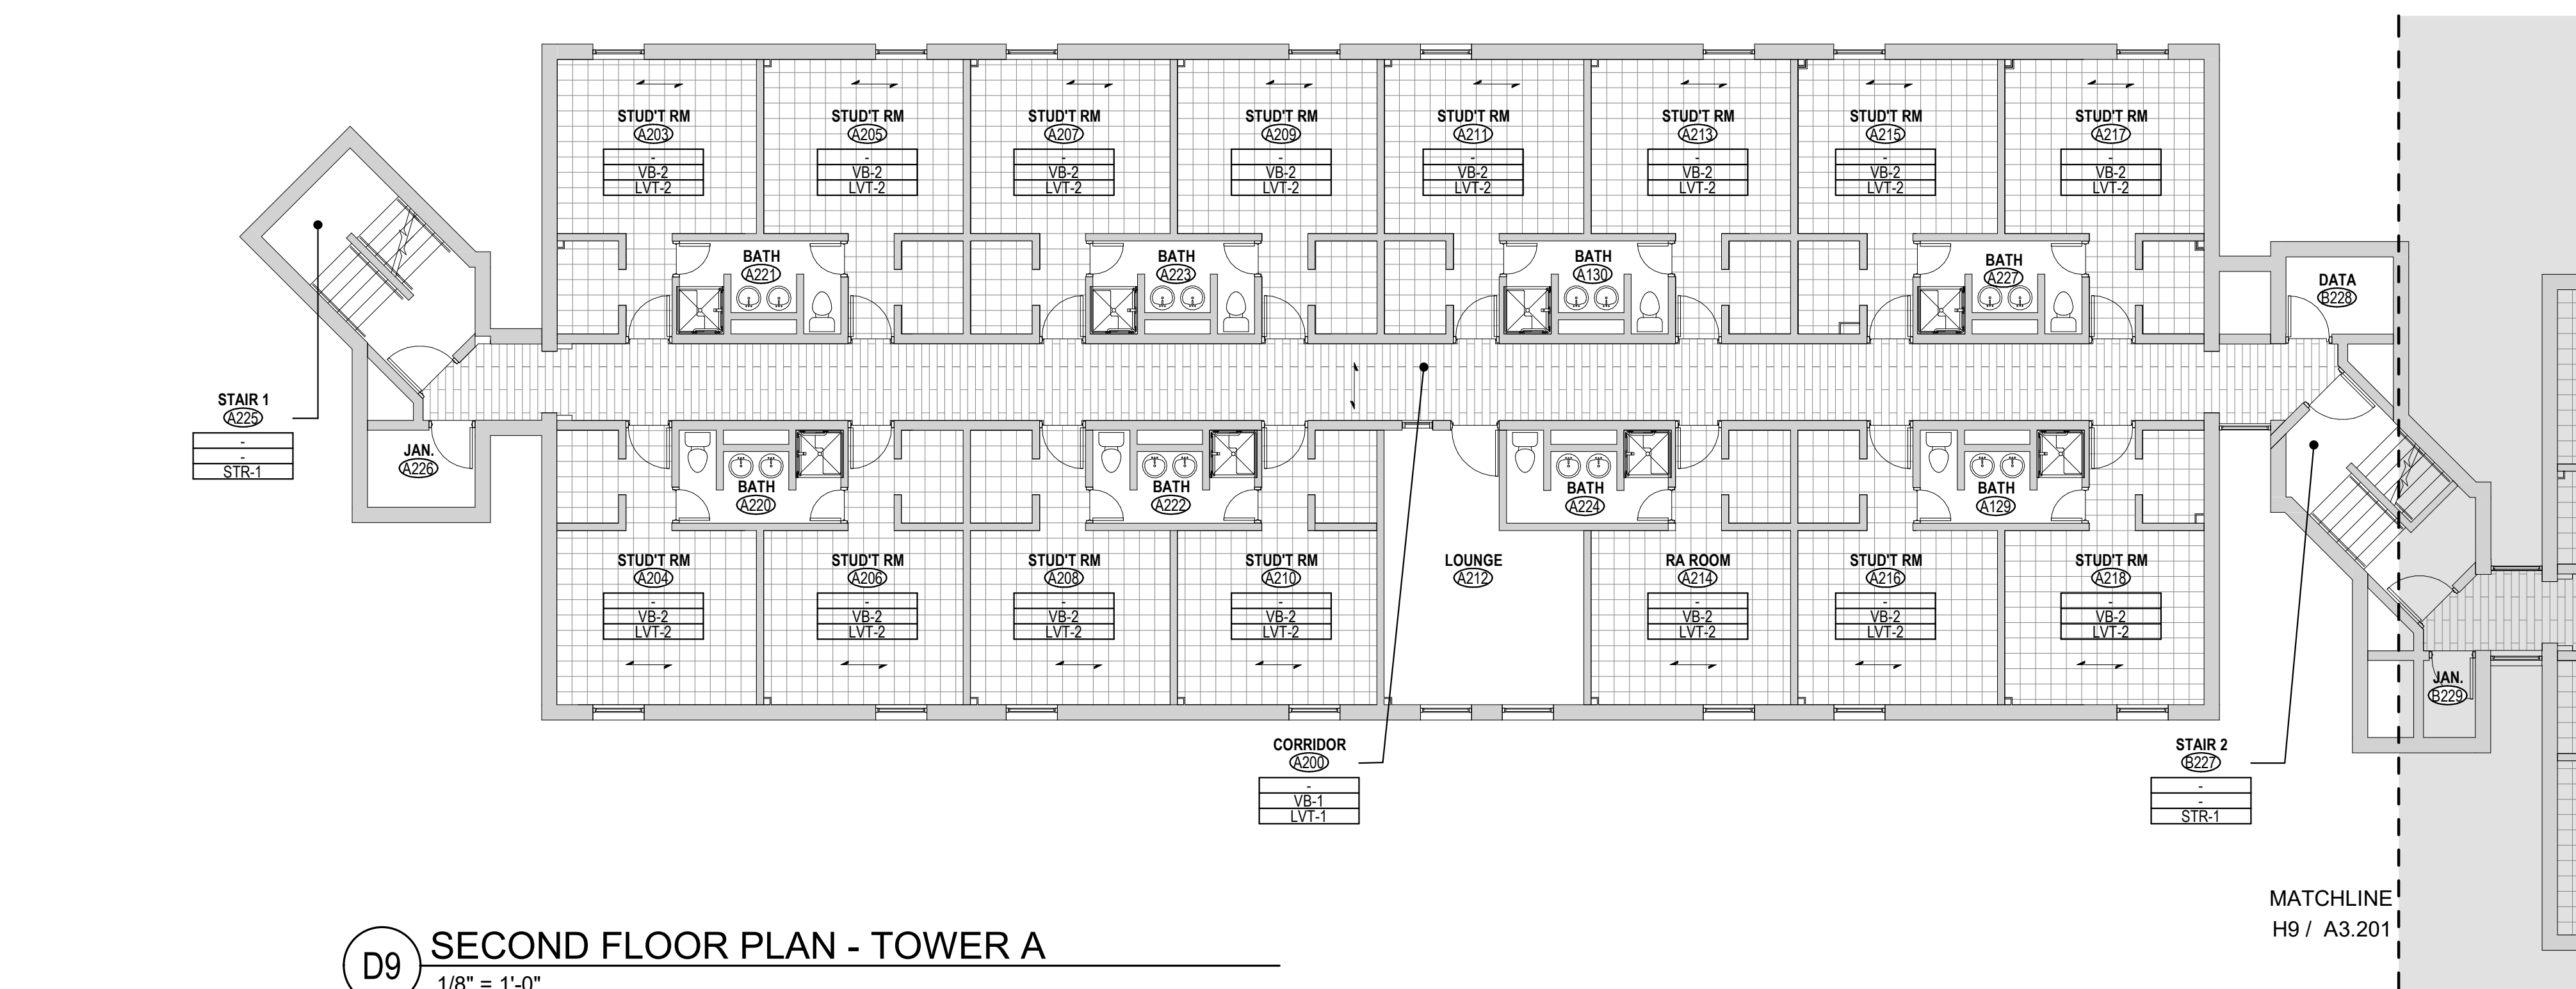 STUD'T RM
A203
-
VB-2
LVT-2
STUD'T RM
A205
-
VB-2
LVT-2
STUD'T RM
A207
-
VB-2
LVT-2
STUD'T RM
A209
-
VB-2
LVT-2
STUD'T RM
A211
-
VB-2
LVT-2
STUD'T RM
A213
-
VB-2
LVT-2
STUD'T RM
A215
-
VB-2
LVT-2
STUD'T RM
A217
-
VB-2
LVT-2
BATH
A221
BATH
A223
BATH
A130
BATH
A227
DATA
B228
STAIR 1
A225
-
-
STR-1
JAN.
A226
BATH
A220
BATH
A222
BATH
A224
BATH
A129
STUD'T RM
A204
-
VB-2
LVT-2
STUD'T RM
A206
-
VB-2
LVT-2
STUD'T RM
A208
-
VB-2
LVT-2
STUD'T RM
A210
-
VB-2
LVT-2
LOUNGE
A212
RA ROOM
A214
-
VB-2
LVT-2
STUD'T RM
A216
-
VB-2
LVT-2
STUD'T RM
A218
-
VB-2
LVT-2
JAN.
B229
CORRIDOR
A200
-
VB-1
LVT-1
STAIR 2
B227
-
-
STR-1
MATCHLINE
H9 / A3.201
D9
SECOND FLOOR PLAN - TOWER A
1/8" = 1'-0"